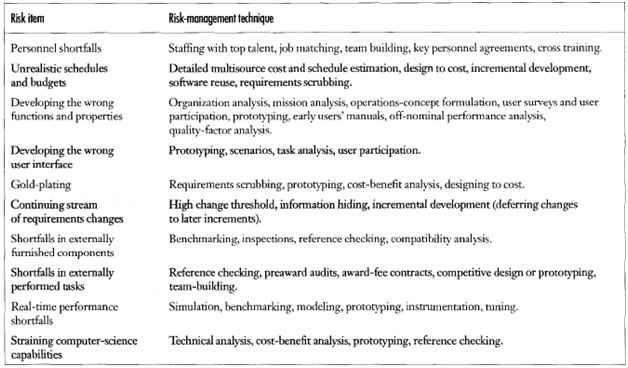 Risk item Risk-management technique
Personnel shortfalls Staffing with top talent, job matching, team building, key personnel agreements, cross training.
Unrealistic schedules Detailed multisource cost and schedule estimation, design to cost, incremental development,
and budgets software reuse, requirements scrubbing.
Developing the wrong Organization analysis, mission analysis, operations-concept formulation, user surveys and user
functions and properties participation, prototyping, early users' manuals, off-nominal performance analysis,
quality-factor analysis.
Developing the wrong Prototyping, scenarios, task analysis, user participation.
user interface
Gold-plating Requirements scrubbing, prototyping, cost-benefit analysis, designing to cost.
Continuing stream High change threshold, information hiding, incremental development (deferring changes
of requirements changes to later increments).
Shortfalls in externally Benchmarking, inspections, reference checking, compatibility analysis.
furnished components
Shortfalls in externally Reference checking, preaward audits, award-fee contracts, competitive design or prototyping,
performed tasks team-building.
Real-time performance Simulation, benchmarking, modeling, prototyping, instrumentation, tuning.
shortfalls
Straining computer-science Technical analysis, cost-benefit analysis, prototyping, reference checking.
capabilities